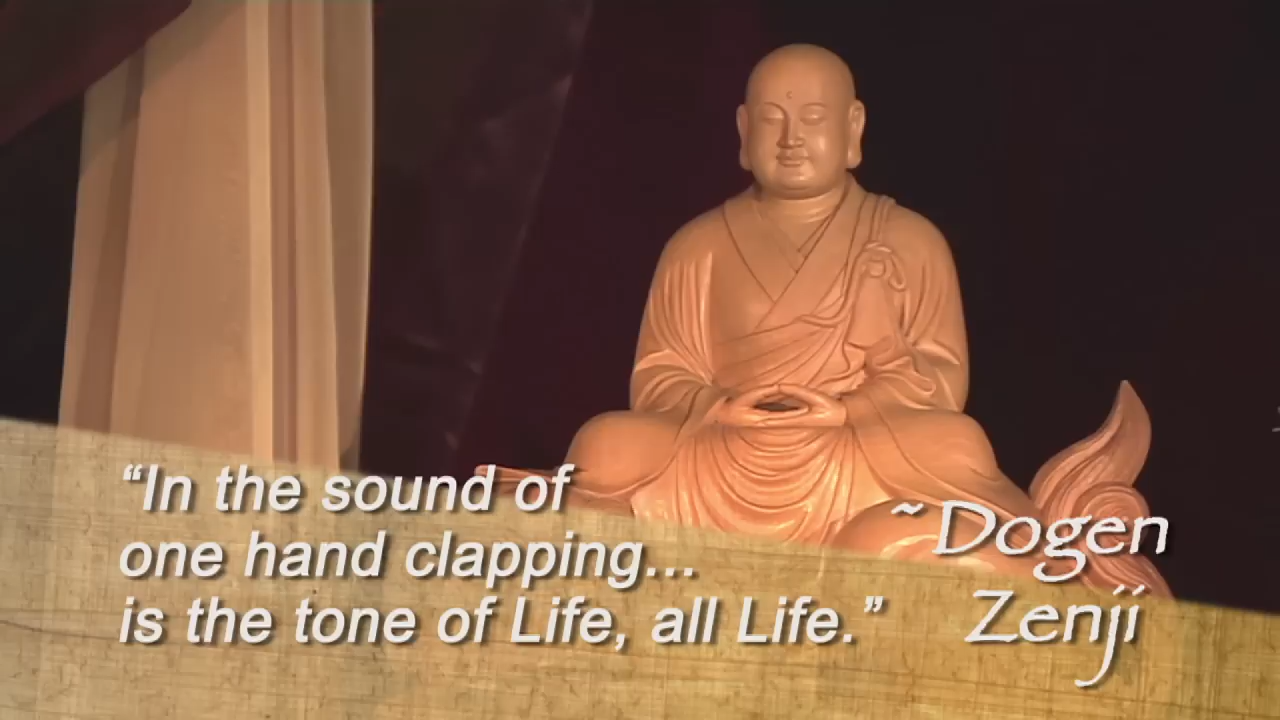 “In the sound of
one hand clapping...
is the tone of Life, all Life.”
~Dogen
Zenji